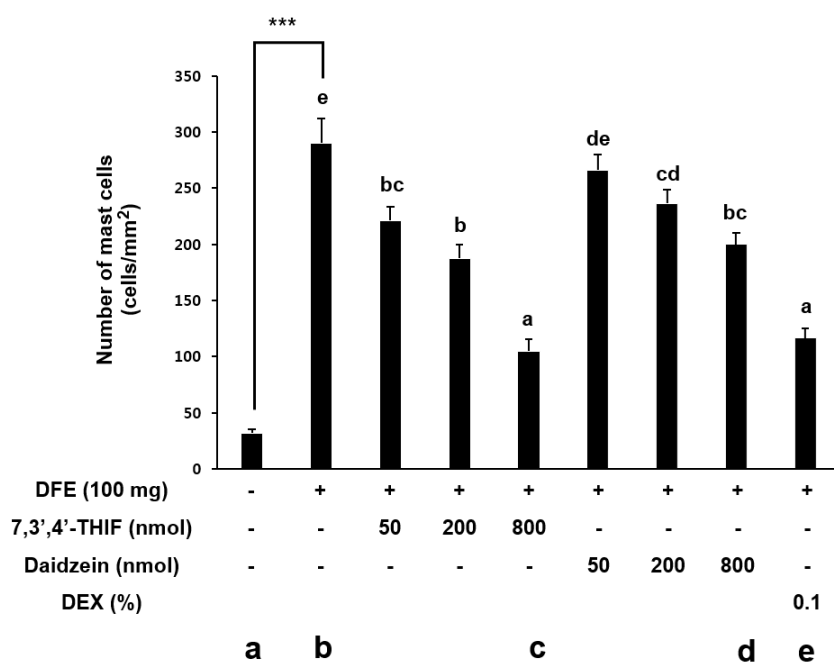 ***
350
300
250
200
150
100
50
0
Number of mast cells
(cells/mm²)
e
bc
b
a
de
cd
bc
a
DFE (100 mg) - + + + + + + + +
7,3',4'-THIF (nmol) - - 50 200 800 - - - -
Daidzein (nmol) - - - - - 50 200 800 -
DEX (%) 0.1
a b c d e